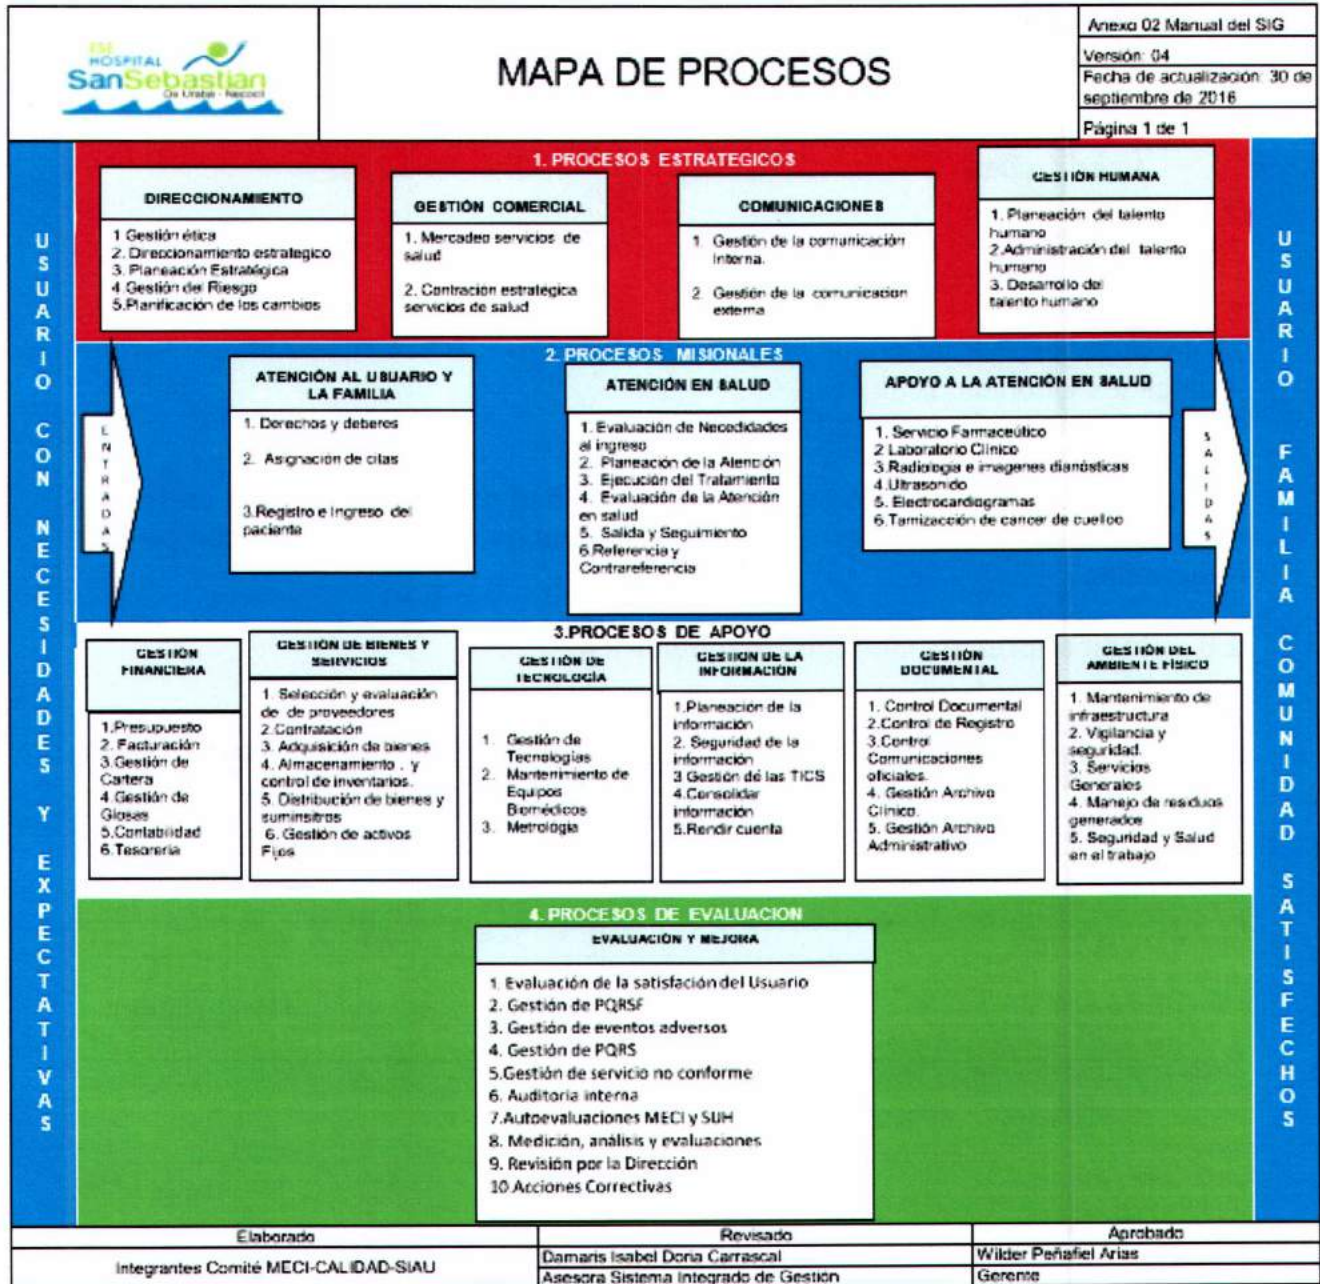 ESE
HOSPITAL
SanSebastian
De Urabá - Necoclí
MAPA DE PROCESOS
Anexo 02 Manual del SIG
Versión: 04
Fecha de actualización: 30 de
septiembre de 2016
Página 1 de 1
USUARIO CON NECESIDADES Y EXPECTATIVAS
1. PROCESOS ESTRATEGICOS
DIRECCIONAMIENTO
1 Gestión ética
2. Direccionamiento estrategico
3. Planeación Estratégica
4 Gestión del Riesgo
5.Planificación de los cambios
GESTIÓN COMERCIAL
1. Mercadeo servicios de
salud
2. Contración estratégica
servicios de salud
COMUNICACIONES
1. Gestión de la comunicación
Interna.
2. Gestión de la comunicacion
externa
GESTIÓN HUMANA
1. Planeación del talento
humano
2.Administración del talento
humano
3. Desarrollo del
talento humano
2. PROCESOS MISIONALES
ENTRADAS
ATENCIÓN AL USUARIO Y
LA FAMILIA
1. Derechos y deberes
2. Asignación de citas
3.Registro e Ingreso del
paciente
ATENCIÓN EN SALUD
1. Evaluación de Necedidades
al ingreso
2. Planeación de la Atención
3. Ejecución del Tratamiento
4. Evaluación de la Atención
en salud
5. Salida y Seguimiento
6.Referencia y
Contrareferencia
APOYO A LA ATENCIÓN EN SALUD
1. Servicio Farmaceútico
2 Laboratorio Clínico
3.Radiologia e imagenes dianósticas
4.Ultrasonido
5. Electrocardiogramas
6.Tamizacción de cancer de cuelloo
SALIDAS
3.PROCESOS DE APOYO
GESTIÓN
FINANCIERA
1.Presupuesto
2. Facturación
3.Gestión de
Cartera
4.Gestión de
Glosas
5.Contabilidad
6.Tesoreria
GESTIÓN DE BIENES Y
SERVICIOS
1. Selección y evaluación
de de proveedores
2.Contratación
3. Adquisición de bienes
4. Almacenamiento . y
control de inventarios.
5. Distribución de bienes y
suminsitros
6. Gestión de activos
Fijos
GESTIÓN DE
TECNOLOGÍA
1. Gestión de
Tecnologías
2. Mantenimiento de
Equipos
Biomédicos
3. Metrología
GESTIÓN DE LA
INFORMACIÓN
1.Planeación de la
información
2. Seguridad de la
información
3 Gestión de las TICS
4.Consolidar
información
5.Rendir cuenta
GESTIÓN
DOCUMENTAL
1. Control Documental
2.Control de Registro
3.Control
Comunicaciones
oficiales.
4. Gestión Archivo
Clínico.
5. Gestión Archivo
Administrativo
GESTIÓN DEL
AMBIENTE FÍSICO
1. Mantenimiento de
infraestructura
2. Vigilancia y
seguridad.
3. Servicios
Generales
4. Manejo de residuos
generados
5. Seguridad y Salud
en el trabajo
4. PROCESOS DE EVALUACION
EVALUACIÓN Y MEJORA
1. Evaluación de la satisfación del Usuario
2. Gestión de PQRSF
3. Gestión de eventos adversos
4. Gestión de PQRS
5.Gestión de servicio no conforme
6. Auditoria interna
7.Autoevaluaciones MECI y SUH
8. Medición, análisis y evaluaciones
9. Revisión por la Dirección
10.Acciones Correctivas
USUARIO FAMILIA COMUNIDAD SATISFECHOS
Elaborado
Revisado
Aprobado
Integrantes Comité MECI-CALIDAD-SIAU
Damaris Isabel Doria Carrascal
Wilder Peñafiel Arias
Asesora Sistema Integrado de Gestión
Gerente